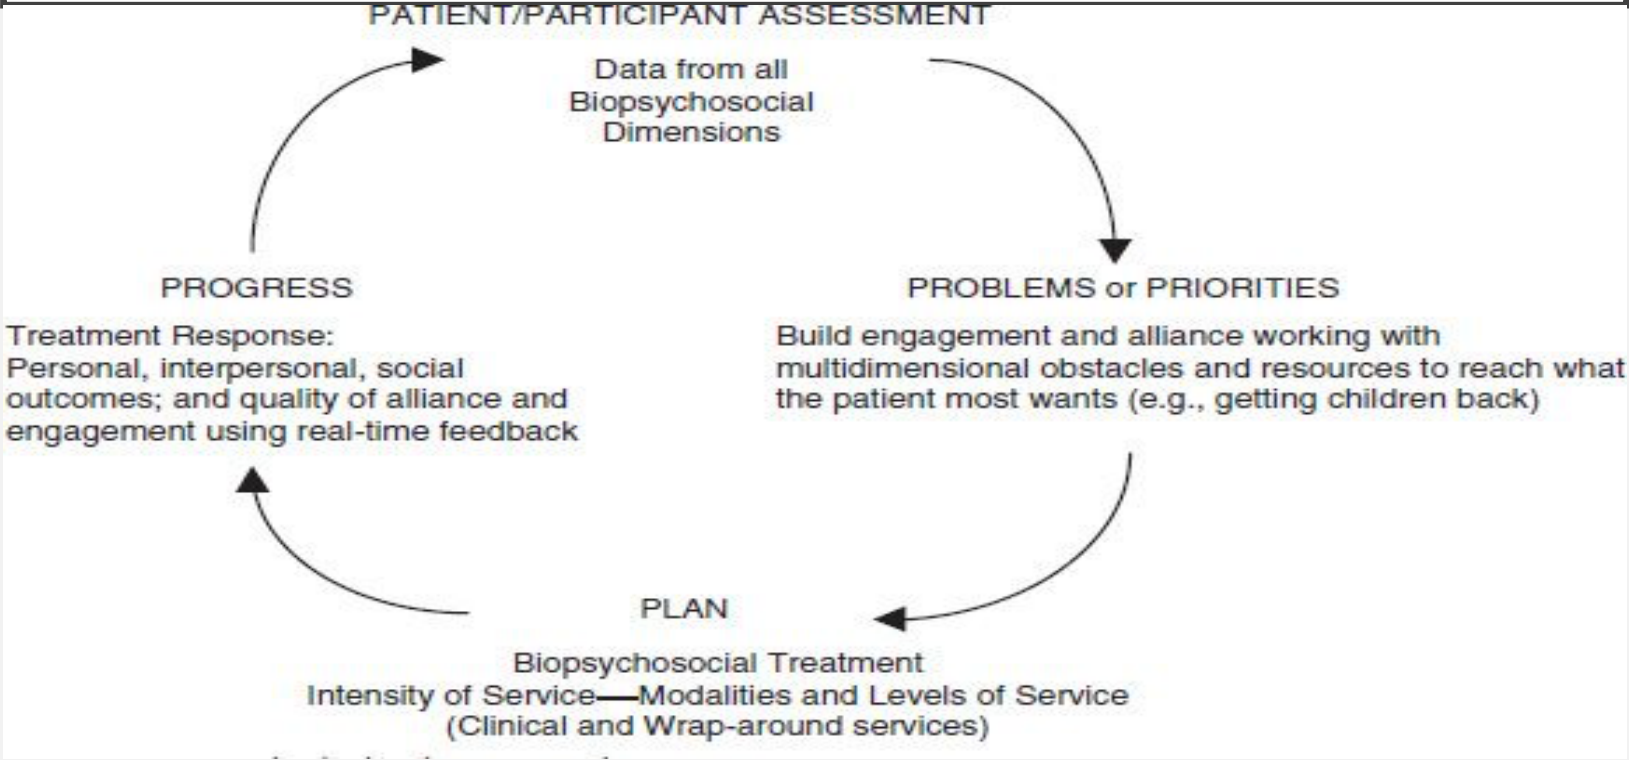 PATIENT/PARTICIPANT ASSESSMENT
Data from all
Biopsychosocial
Dimensions
PROGRESS
Treatment Response:
Personal, interpersonal, social
outcomes; and quality of alliance and
engagement using real-time feedback
PROBLEMS or PRIORITIES
Build engagement and alliance working with
multidimensional obstacles and resources to reach what
the patient most wants (e.g., getting children back)
PLAN
Biopsychosocial Treatment
Intensity of Service—Modalities and Levels of Service
(Clinical and Wrap-around services)